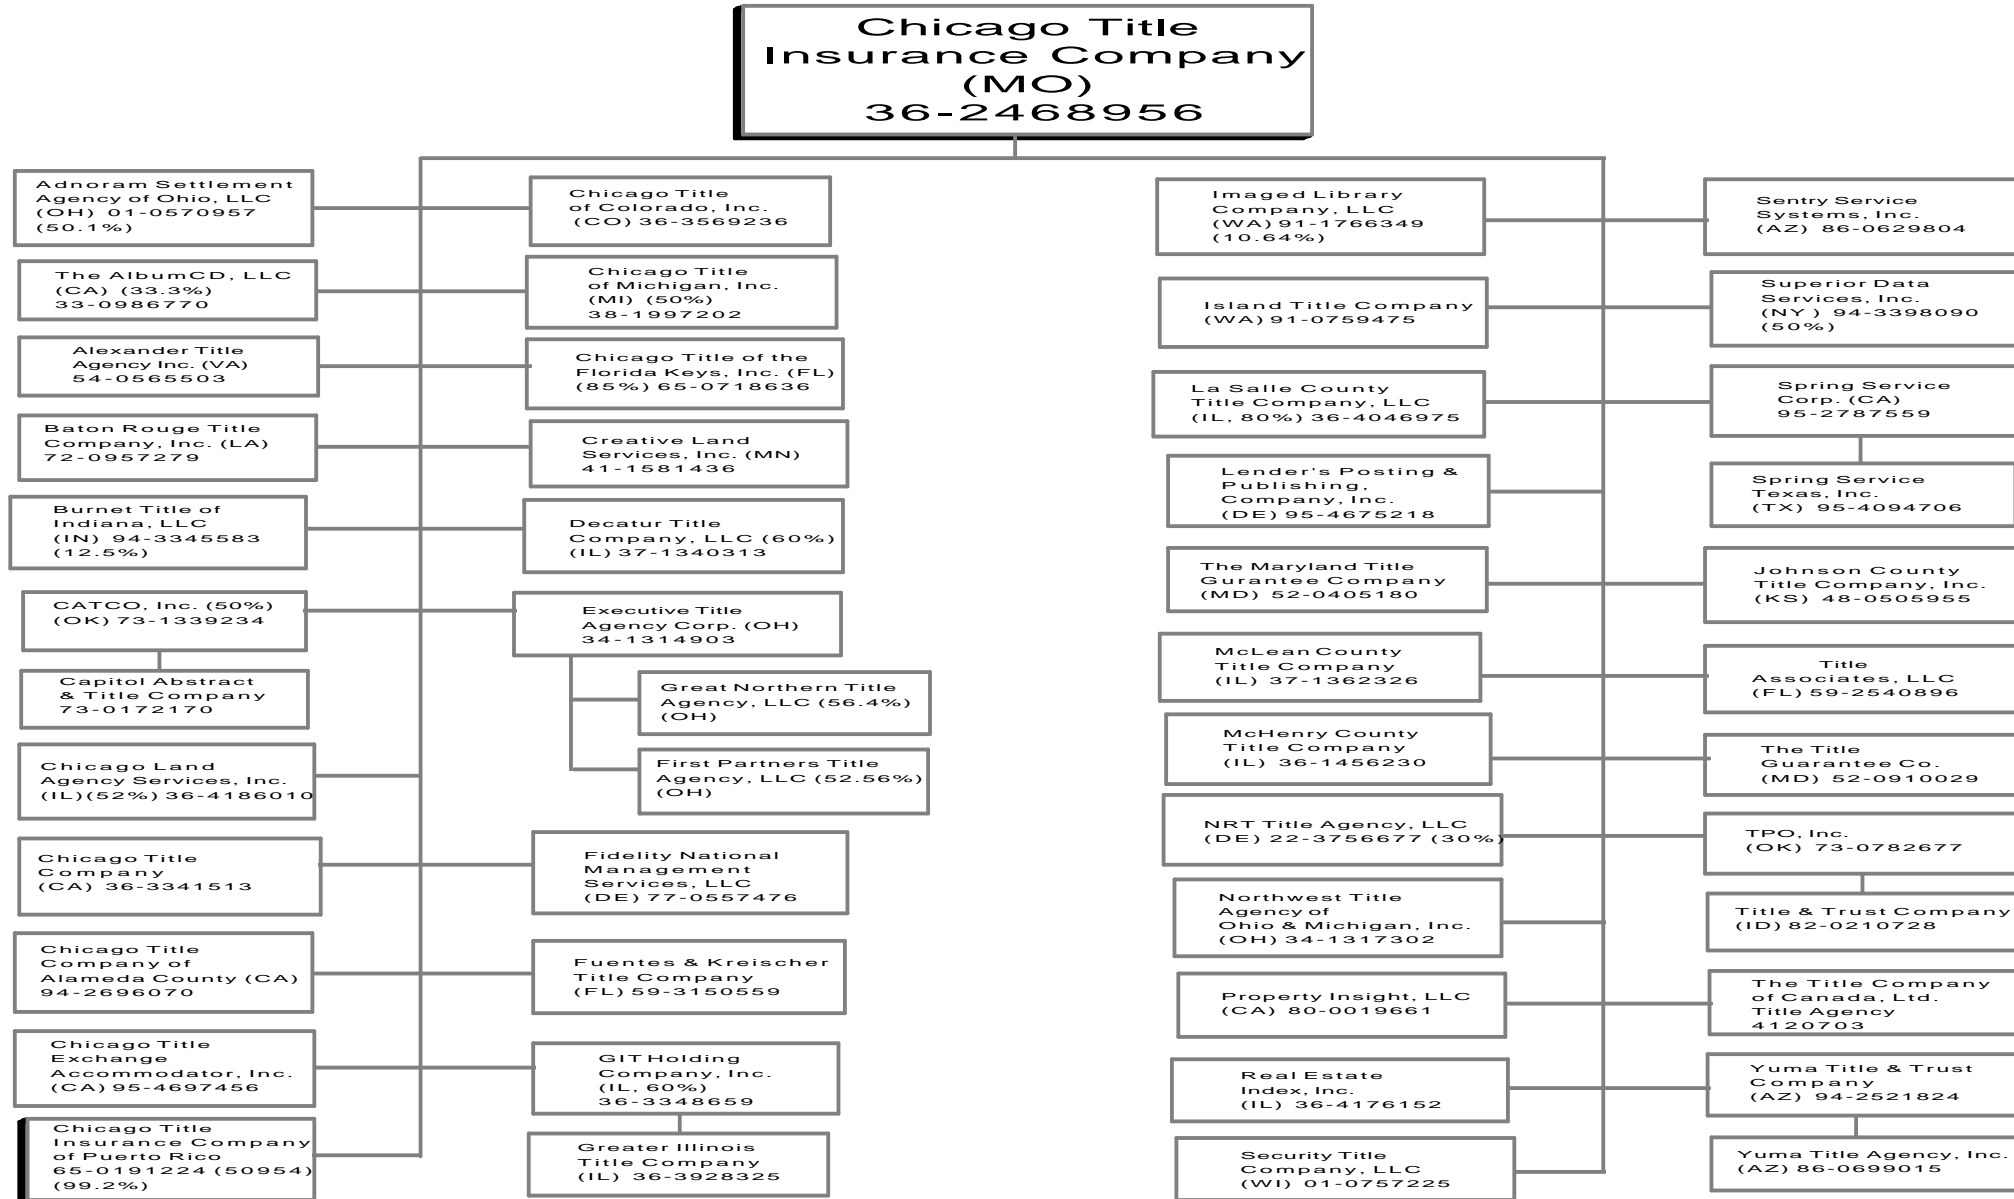 Chicago Title
Insurance Company
(MO)
36-2468956
Adnoram Settlement
Agency of Ohio, LLC
(OH) 01-0570957
(50.1%)
The AlbumCD, LLC
(CA) (33.3%)
33-0986770
Alexander Title
Agency Inc. (VA)
54-0565503
Baton Rouge Title
Company, Inc. (LA)
72-0957279
Burnet Title of
Indiana, LLC
(IN) 94-3345583
(12.5%)
CATCO, Inc. (50%)
(OK) 73-1339234
Capitol Abstract
& Title Company
73-0172170
Chicago Land
Agency Services, Inc.
(IL)(52%) 36-4186010
Chicago Title
Company
(CA) 36-3341513
Chicago Title
Company of
Alameda County (CA)
94-2696070
Chicago Title
Exchange
Accommodator, Inc.
(CA) 95-4697456
Chicago Title
Insurance Company
of Puerto Rico
65-0191224 (50954)
(99.2%)
Chicago Title
of Colorado, Inc.
(CO) 36-3569236
Chicago Title
of Michigan, Inc.
(MI) (50%)
38-1997202
Chicago Title of the
Florida Keys, Inc. (FL)
(85%) 65-0718636
Creative Land
Services, Inc. (MN)
41-1581436
Decatur Title
Company, LLC (60%)
(IL) 37-1340313
Executive Title
Agency Corp. (OH)
34-1314903
Great Northern Title
Agency, LLC (56.4%)
(OH)
First Partners Title
Agency, LLC (52.56%)
(OH)
Fidelity National
Management
Services, LLC
(DE) 77-0557476
Fuentes & Kreischer
Title Company
(FL) 59-3150559
GIT Holding
Company, Inc.
(IL, 60%)
36-3348659
Greater Illinois
Title Company
(IL) 36-3928325
Imaged Library
Company, LLC
(WA) 91-1766349
(10.64%)
Island Title Company
(WA) 91-0759475
La Salle County
Title Company, LLC
(IL, 80%) 36-4046975
Lender's Posting &
Publishing,
Company, Inc.
(DE) 95-4675218
The Maryland Title
Gurantee Company
(MD) 52-0405180
McLean County
Title Company
(IL) 37-1362326
McHenry County
Title Company
(IL) 36-1456230
NRT Title Agency, LLC
(DE) 22-3756677 (30%)
Northwest Title
Agency of
Ohio & Michigan, Inc.
(OH) 34-1317302
Property Insight, LLC
(CA) 80-0019661
Real Estate
Index, Inc.
(IL) 36-4176152
Security Title
Company, LLC
(WI) 01-0757225
Sentry Service
Systems, Inc.
(AZ) 86-0629804
Superior Data
Services, Inc.
(NY ) 94-3398090
(50%)
Spring Service
Corp. (CA)
95-2787559
Spring Service
Texas, Inc.
(TX) 95-4094706
Johnson County
Title Company, Inc.
(KS) 48-0505955
Title
Associates, LLC
(FL) 59-2540896
The Title
Guarantee Co.
(MD) 52-0910029
TPO, Inc.
(OK) 73-0782677
Title & Trust Company
(ID) 82-0210728
The Title Company
of Canada, Ltd.
Title Agency
4120703
Yuma Title & Trust
Company
(AZ) 94-2521824
Yuma Title Agency, Inc.
(AZ) 86-0699015